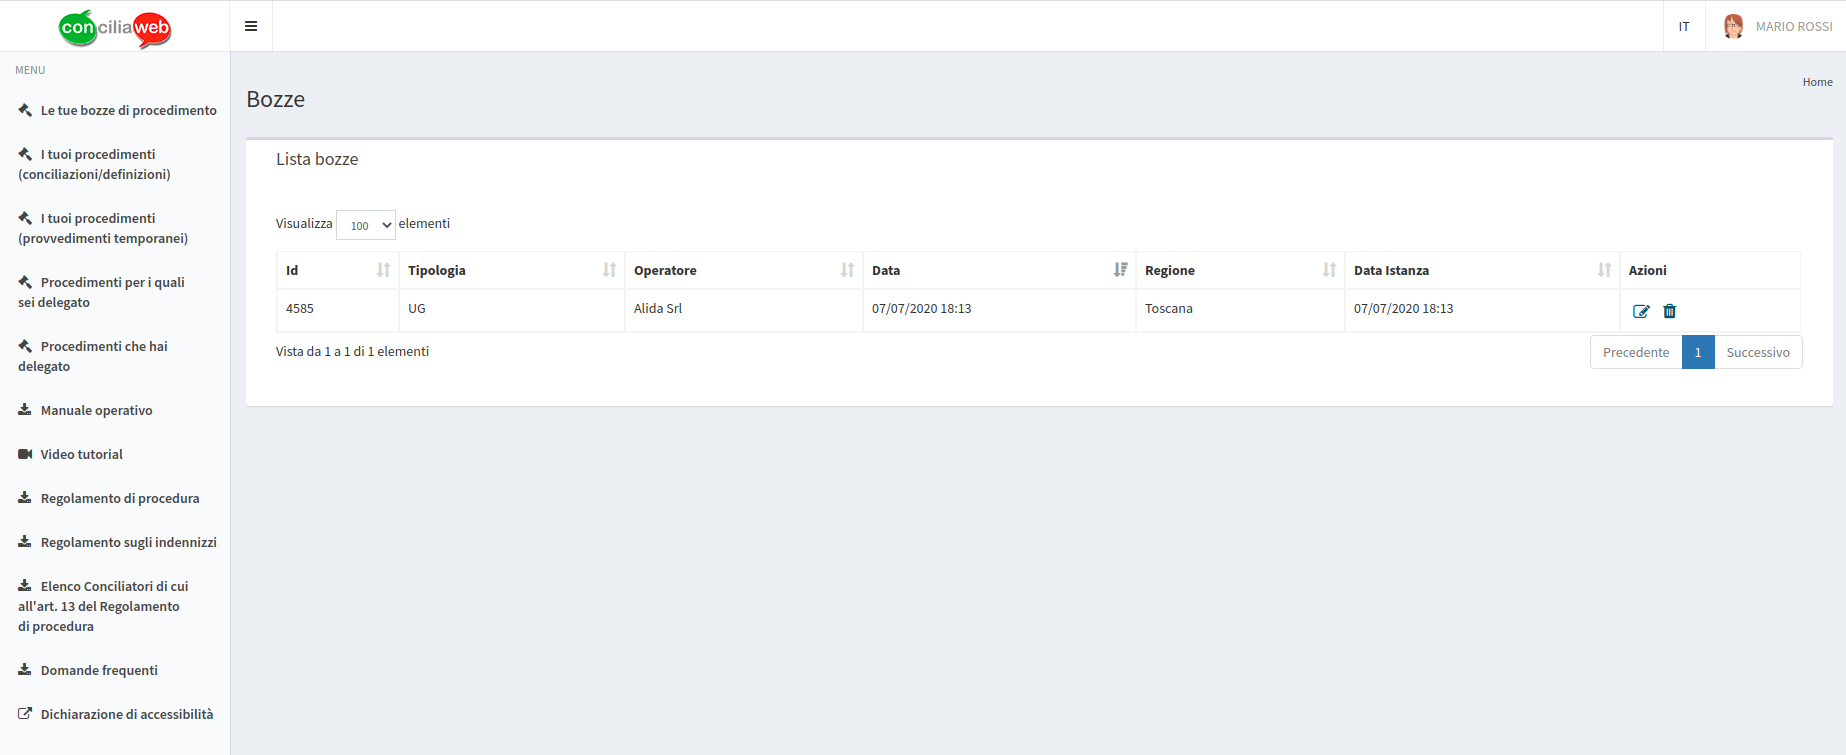 conciliaweb
IT
MARIO ROSSI
MENU
Le tue bozze di procedimento
I tuoi procedimenti
(conciliazioni/definizioni)
I tuoi procedimenti
(provvedimenti temporanei)
Procedimenti per i quali
sei delegato
Procedimenti che hai
delegato
Manuale operativo
Video tutorial
Regolamento di procedura
Regolamento sugli indennizzi
Elenco Conciliatori di cui
all'art. 13 del Regolamento
di procedura
Domande frequenti
Dichiarazione di accessibilità
Home
Bozze
Lista bozze
Visualizza 100 elementi
Id Tipologia Operatore Data Regione Data Istanza Azioni
4585 UG Alida Srl 07/07/2020 18:13 Toscana 07/07/2020 18:13
Vista da 1 a 1 di 1 elementi
Precedente 1 Successivo